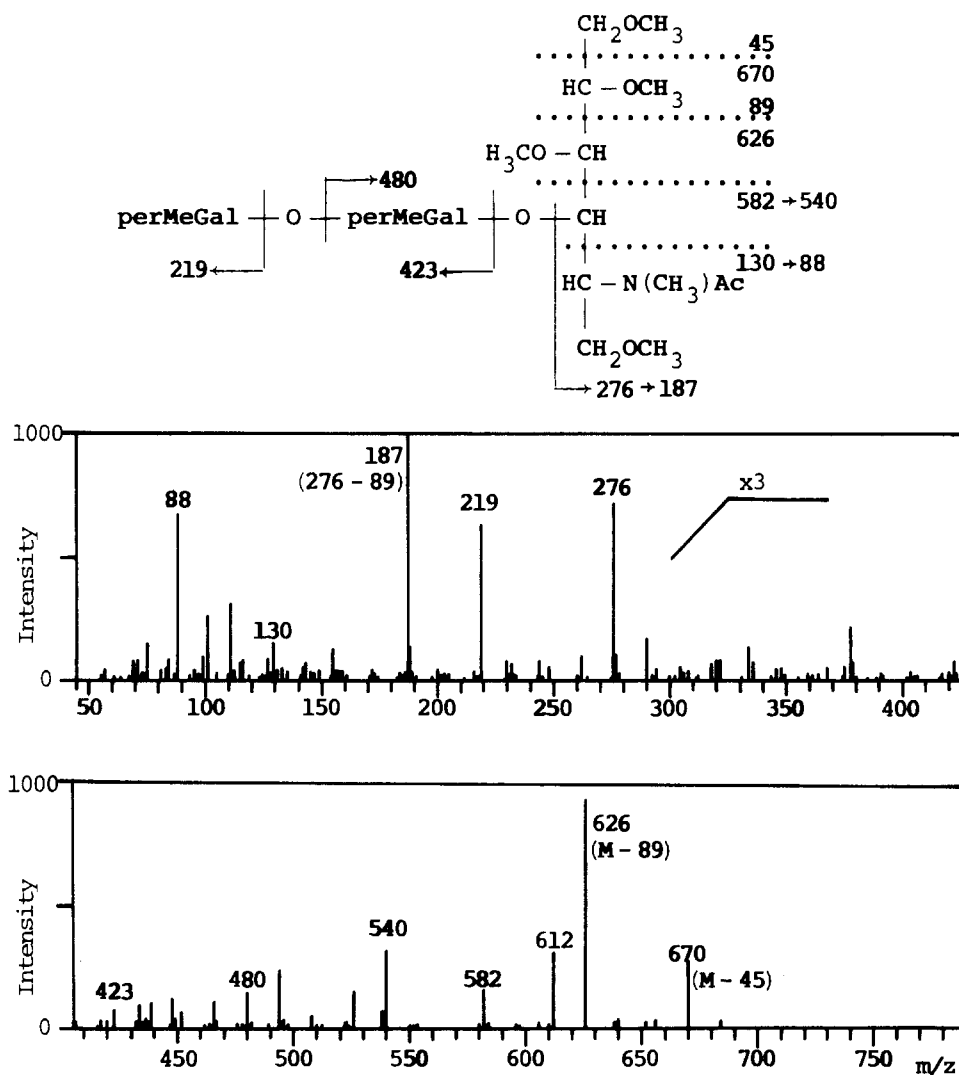 CH2OCH3
45
670
HC – OCH3
89
626
H3CO – CH
→480
582 → 540
perMeGal – O – perMeGal – O – CH
219 ←
423 ←
130 → 88
HC – N(CH3)Ac
CH2OCH3
→ 276 → 187
1000
187
(276 – 89)
x3
88
219
276
Intensity
130
0
50 100 150 200 250 300 350 400
1000
626
(M – 89)
Intensity
540
612
670
(M – 45)
423
480
582
0
450 500 550 600 650 700 750 m/z